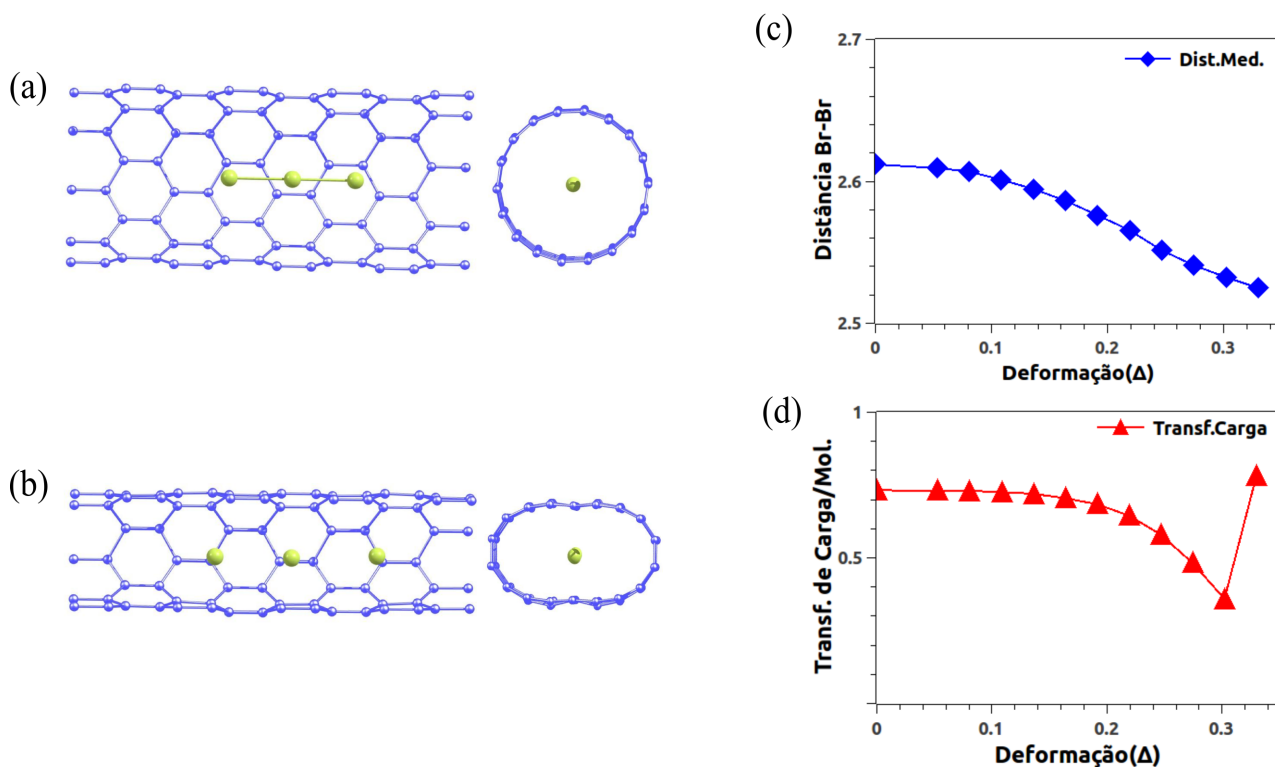 (a)
(b)
(c)
2.7
Dist.Med.
2.6
2.5
Distância Br-Br
0 0.1 0.2 0.3
Deformação(Δ)
(d)
1
Transf.Carga
0.5
Transf. de Carga/Mol.
0 0.1 0.2 0.3
Deformação(Δ)